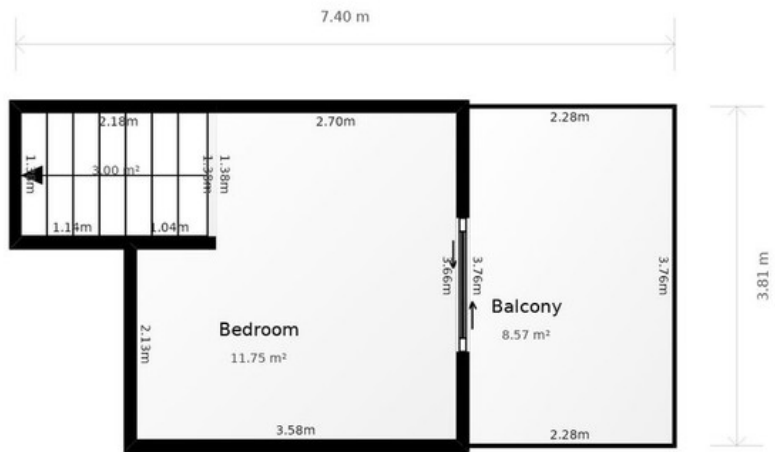 7.40 m
2.18m
2.70m
2.28m
3.00 m²
1.38m
1.38m
1.14m
1.04m
3.66m
3.76m
3.76m
3.81 m
Balcony
8.57 m²
Bedroom
11.75 m²
2.13m
3.58m
2.28m